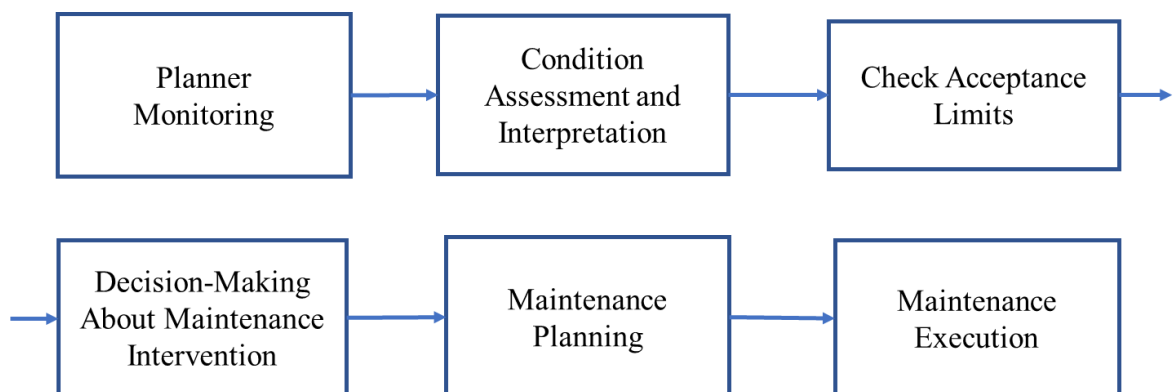 Planner
Monitoring
Condition
Assessment and
Interpretation
Check Acceptance
Limits
Decision-Making
About Maintenance
Intervention
Maintenance
Planning
Maintenance
Execution